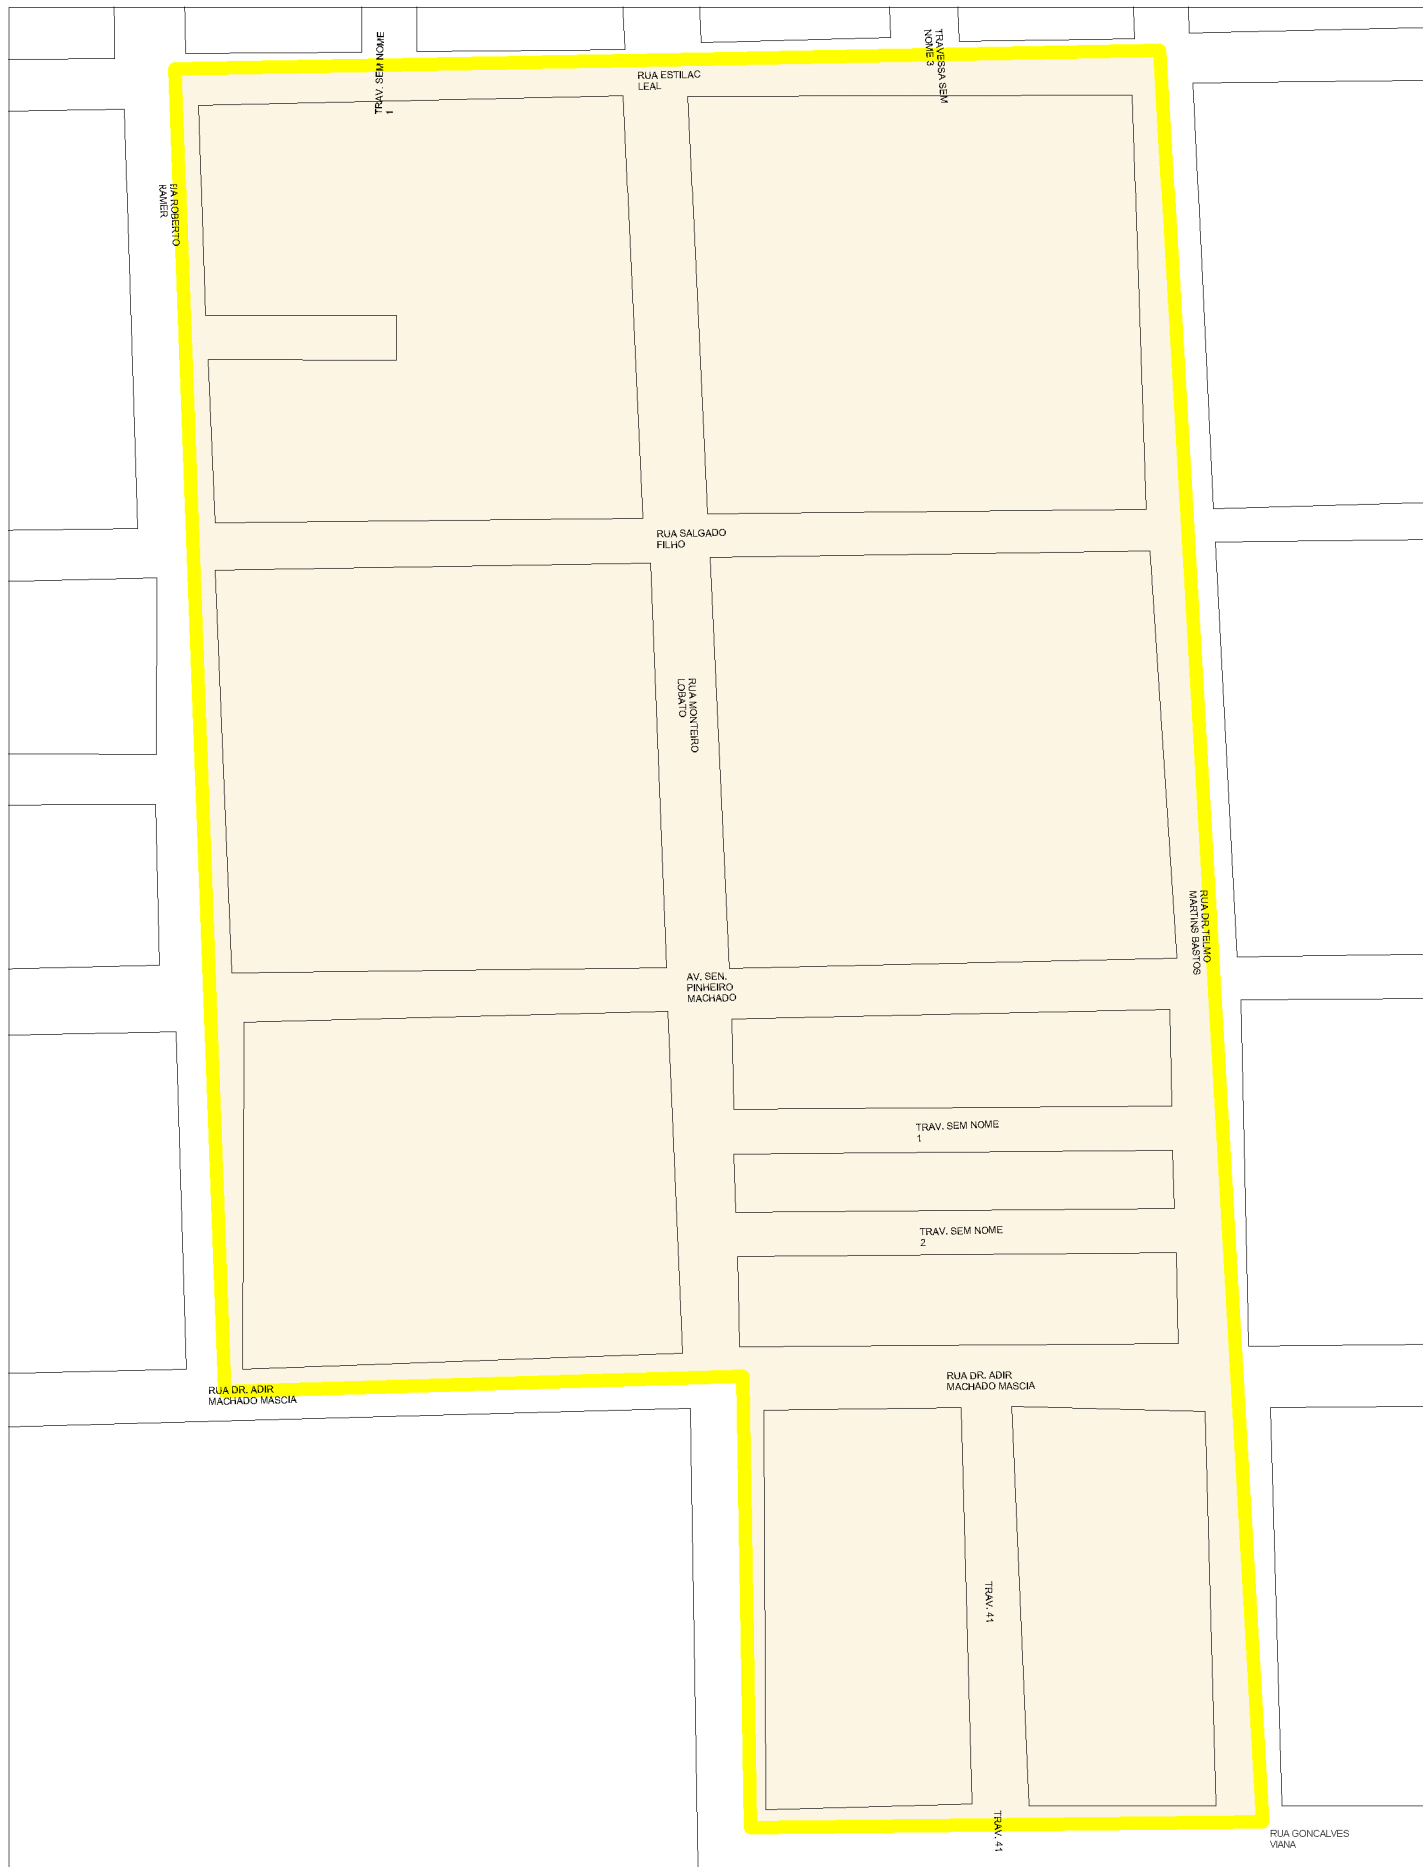 TRAV. SEM NOME
1
TRAVESSA SEM
NOME 3
RUA ESTILAC
LEAL
ROBERTO
RAMER
RUA SALGADO
FILHO
RUA MONTEIRO
LOBATO
RUA DR. TELMO
MARTINS BASTOS
AV. SEN.
PINHEIRO
MACHADO
TRAV. SEM NOME
1
TRAV. SEM NOME
2
RUA DR. ADIR
MACHADO MASCIA
RUA DR. ADIR
MACHADO MASCIA
TRAV. 41
TRAV. 41
RUA GONCALVES
VIANA